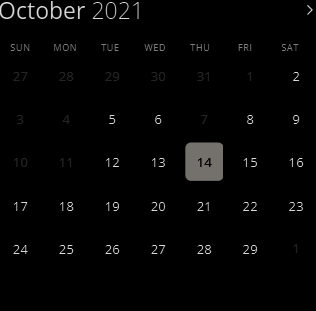 October 2021
SUN MON TUE WED THU FRI SAT
27 28 29 30 31 1 2
3 4 5 6 7 8 9
10 11 12 13 14 15 16
17 18 19 20 21 22 23
24 25 26 27 28 29 1